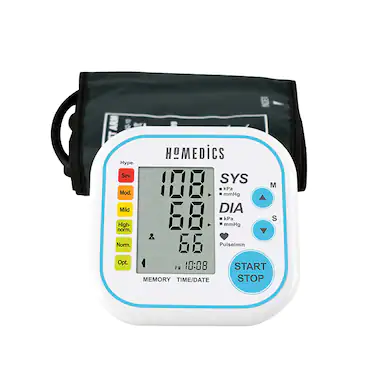 HoMEDICS
Hype.
Sev.
Mod.
Mild
High-
norm.
Norm.
Opt.
108
68
66
PM 10:08
SYS
kPa
mmHg
DIA
kPa
mmHg
Pulse/min
M
S
START
STOP
MEMORY TIME/DATE